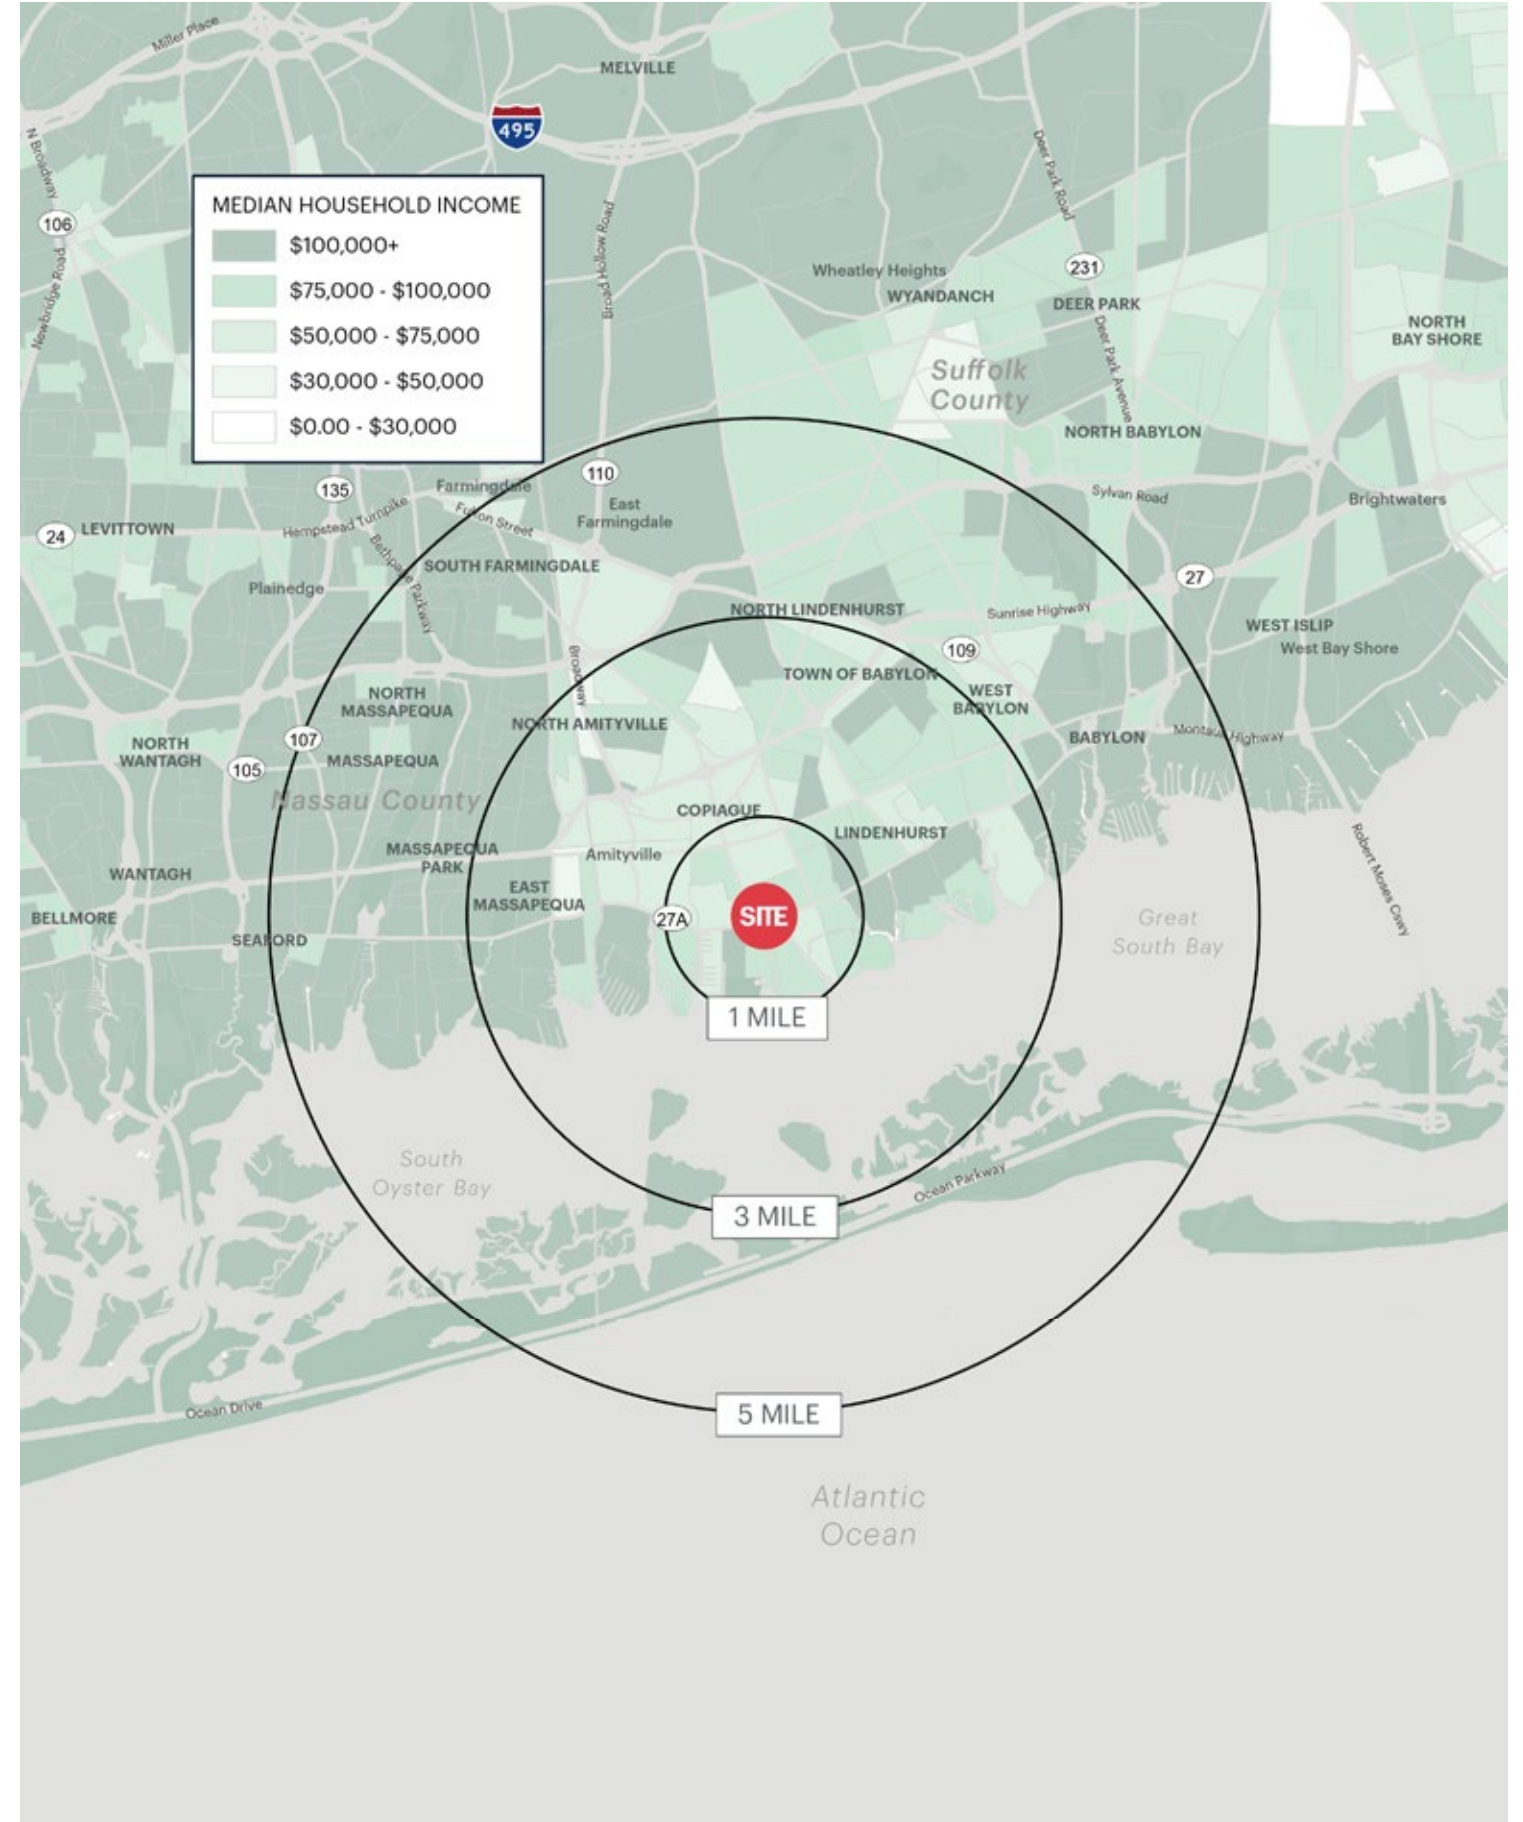 Miller Place
MELVILLE
495
N Broadway
Deer Park Road
MEDIAN HOUSEHOLD INCOME
$100,000+
$75,000 - $100,000
$50,000 - $75,000
$30,000 - $50,000
$0.00 - $30,000
106
Newbridge Road
Broad Hollow Road
Wheatley Heights
231
WYANDANCH
DEER PARK
Deer Park Avenue
NORTH
BAY SHORE
Suffolk
County
NORTH BABYLON
110
135
Farmingdale
Sylvan Road
Brightwaters
East
Farmingdale
Fulton Street
Hempstead Turnpike
24
LEVITTOWN
Bethpage Parkway
SOUTH FARMINGDALE
27
Plainedge
NORTH LINDENHURST
Sunrise Highway
WEST ISLIP
West Bay Shore
109
Broadway
TOWN OF BABYLON
NORTH
MASSAPEQUA
WEST
BABYLON
NORTH AMITYVILLE
107
BABYLON
Montauk Highway
NORTH
WANTAGH
105
MASSAPEQUA
Nassau County
COPIAGUE
LINDENHURST
Robert Moses Cswy
MASSAPEQUA
PARK
Amityville
WANTAGH
EAST
MASSAPEQUA
BELLMORE
27A
SITE
Great
South Bay
SEAFORD
1 MILE
South
Oyster Bay
Ocean Parkway
3 MILE
Ocean Drive
5 MILE
Atlantic
Ocean